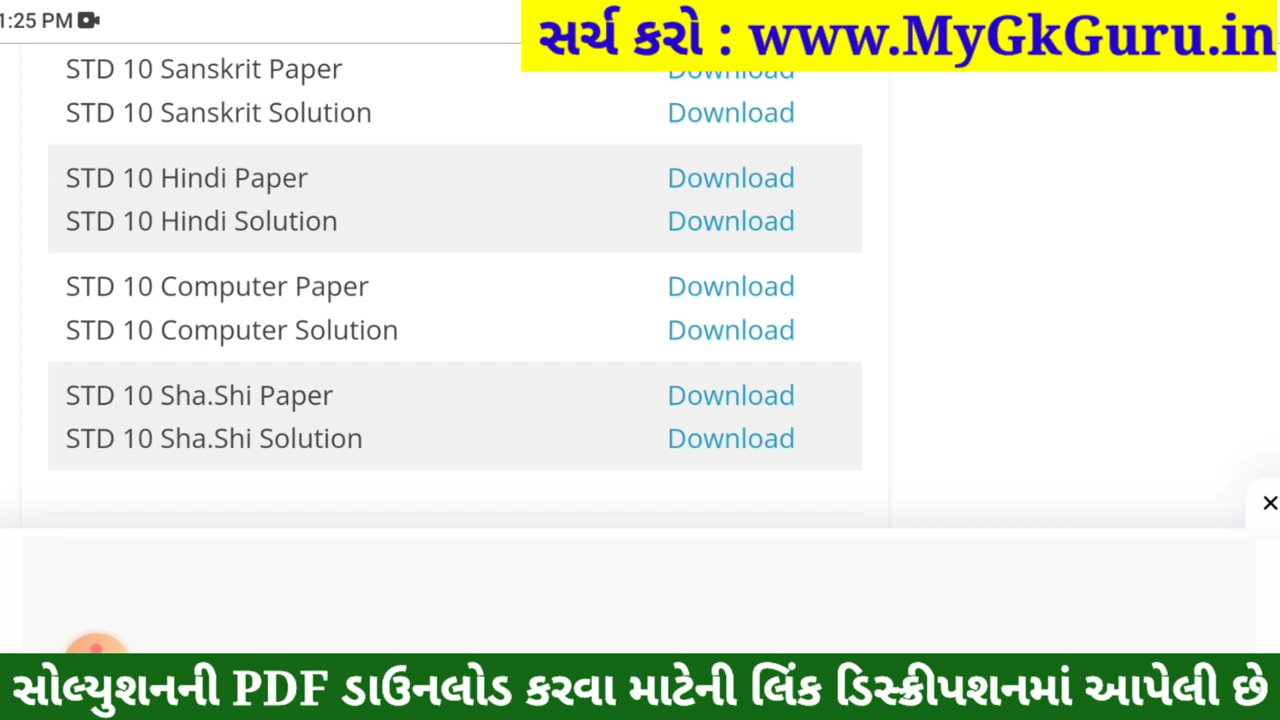 1:25 PM
સર્ચ કરો : www.MyGkGuru.in
STD 10 Sanskrit Paper Download
STD 10 Sanskrit Solution Download
STD 10 Hindi Paper Download
STD 10 Hindi Solution Download
STD 10 Computer Paper Download
STD 10 Computer Solution Download
STD 10 Sha.Shi Paper Download
STD 10 Sha.Shi Solution Download
સોલ્યુશનની PDF ડાઉનલોડ કરવા માટેની લિંક ડિસ્ક્રીપશનમાં આપેલી છે